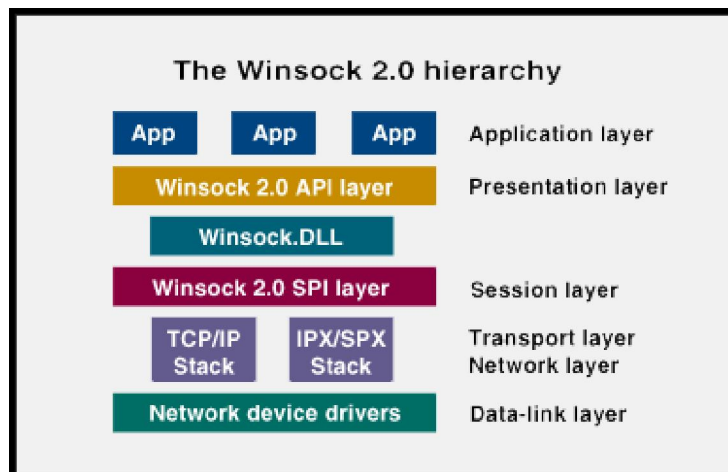 The Winsock 2.0 hierarchy
App App App Application layer
Winsock 2.0 API layer Presentation layer
Winsock.DLL
Winsock 2.0 SPI layer Session layer
TCP/IP IPX/SPX Transport layer
Stack Stack Network layer
Network device drivers Data-link layer